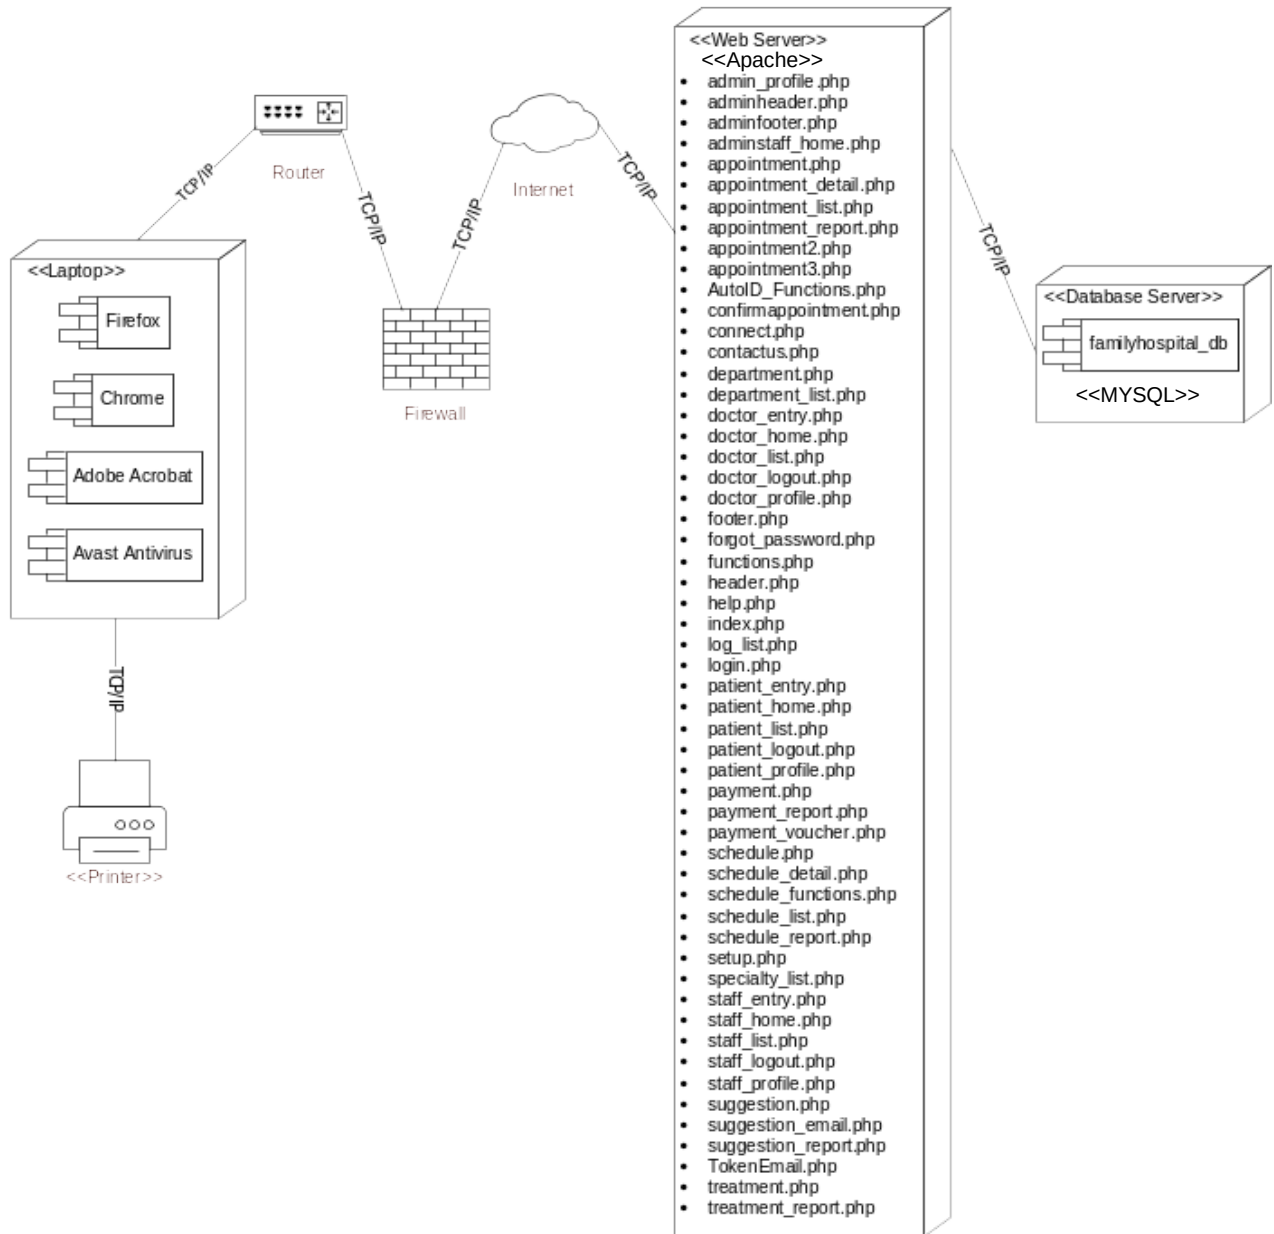 <<Web Server>>
<<Apache>>
• admin_profile.php
• adminheader.php
• adminfooter.php
• adminstaff_home.php
• appointment.php
• appointment_detail.php
• appointment_list.php
• appointment_report.php
• appointment2.php
• appointment3.php
• AutoID_Functions.php
• confirmappointment.php
• connect.php
• contactus.php
• department.php
• department_list.php
• doctor_entry.php
• doctor_home.php
• doctor_list.php
• doctor_logout.php
• doctor_profile.php
• footer.php
• forgot_password.php
• functions.php
• header.php
• help.php
• index.php
• log_list.php
• login.php
• patient_entry.php
• patient_home.php
• patient_list.php
• patient_logout.php
• patient_profile.php
• payment.php
• payment_report.php
• payment_voucher.php
• schedule.php
• schedule_detail.php
• schedule_functions.php
• schedule_list.php
• schedule_report.php
• setup.php
• specialty_list.php
• staff_entry.php
• staff_home.php
• staff_list.php
• staff_logout.php
• staff_profile.php
• suggestion.php
• suggestion_email.php
• suggestion_report.php
• TokenEmail.php
• treatment.php
• treatment_report.php
Router
Internet
TCP/IP
TCP/IP
TCP/IP
TCP/IP
TCP/IP
<<Laptop>>
Firefox
Chrome
Adobe Acrobat
Avast Antivirus
Firewall
<<Database Server>>
familyhospital_db
<<MYSQL>>
TCP/IP
<<Printer>>